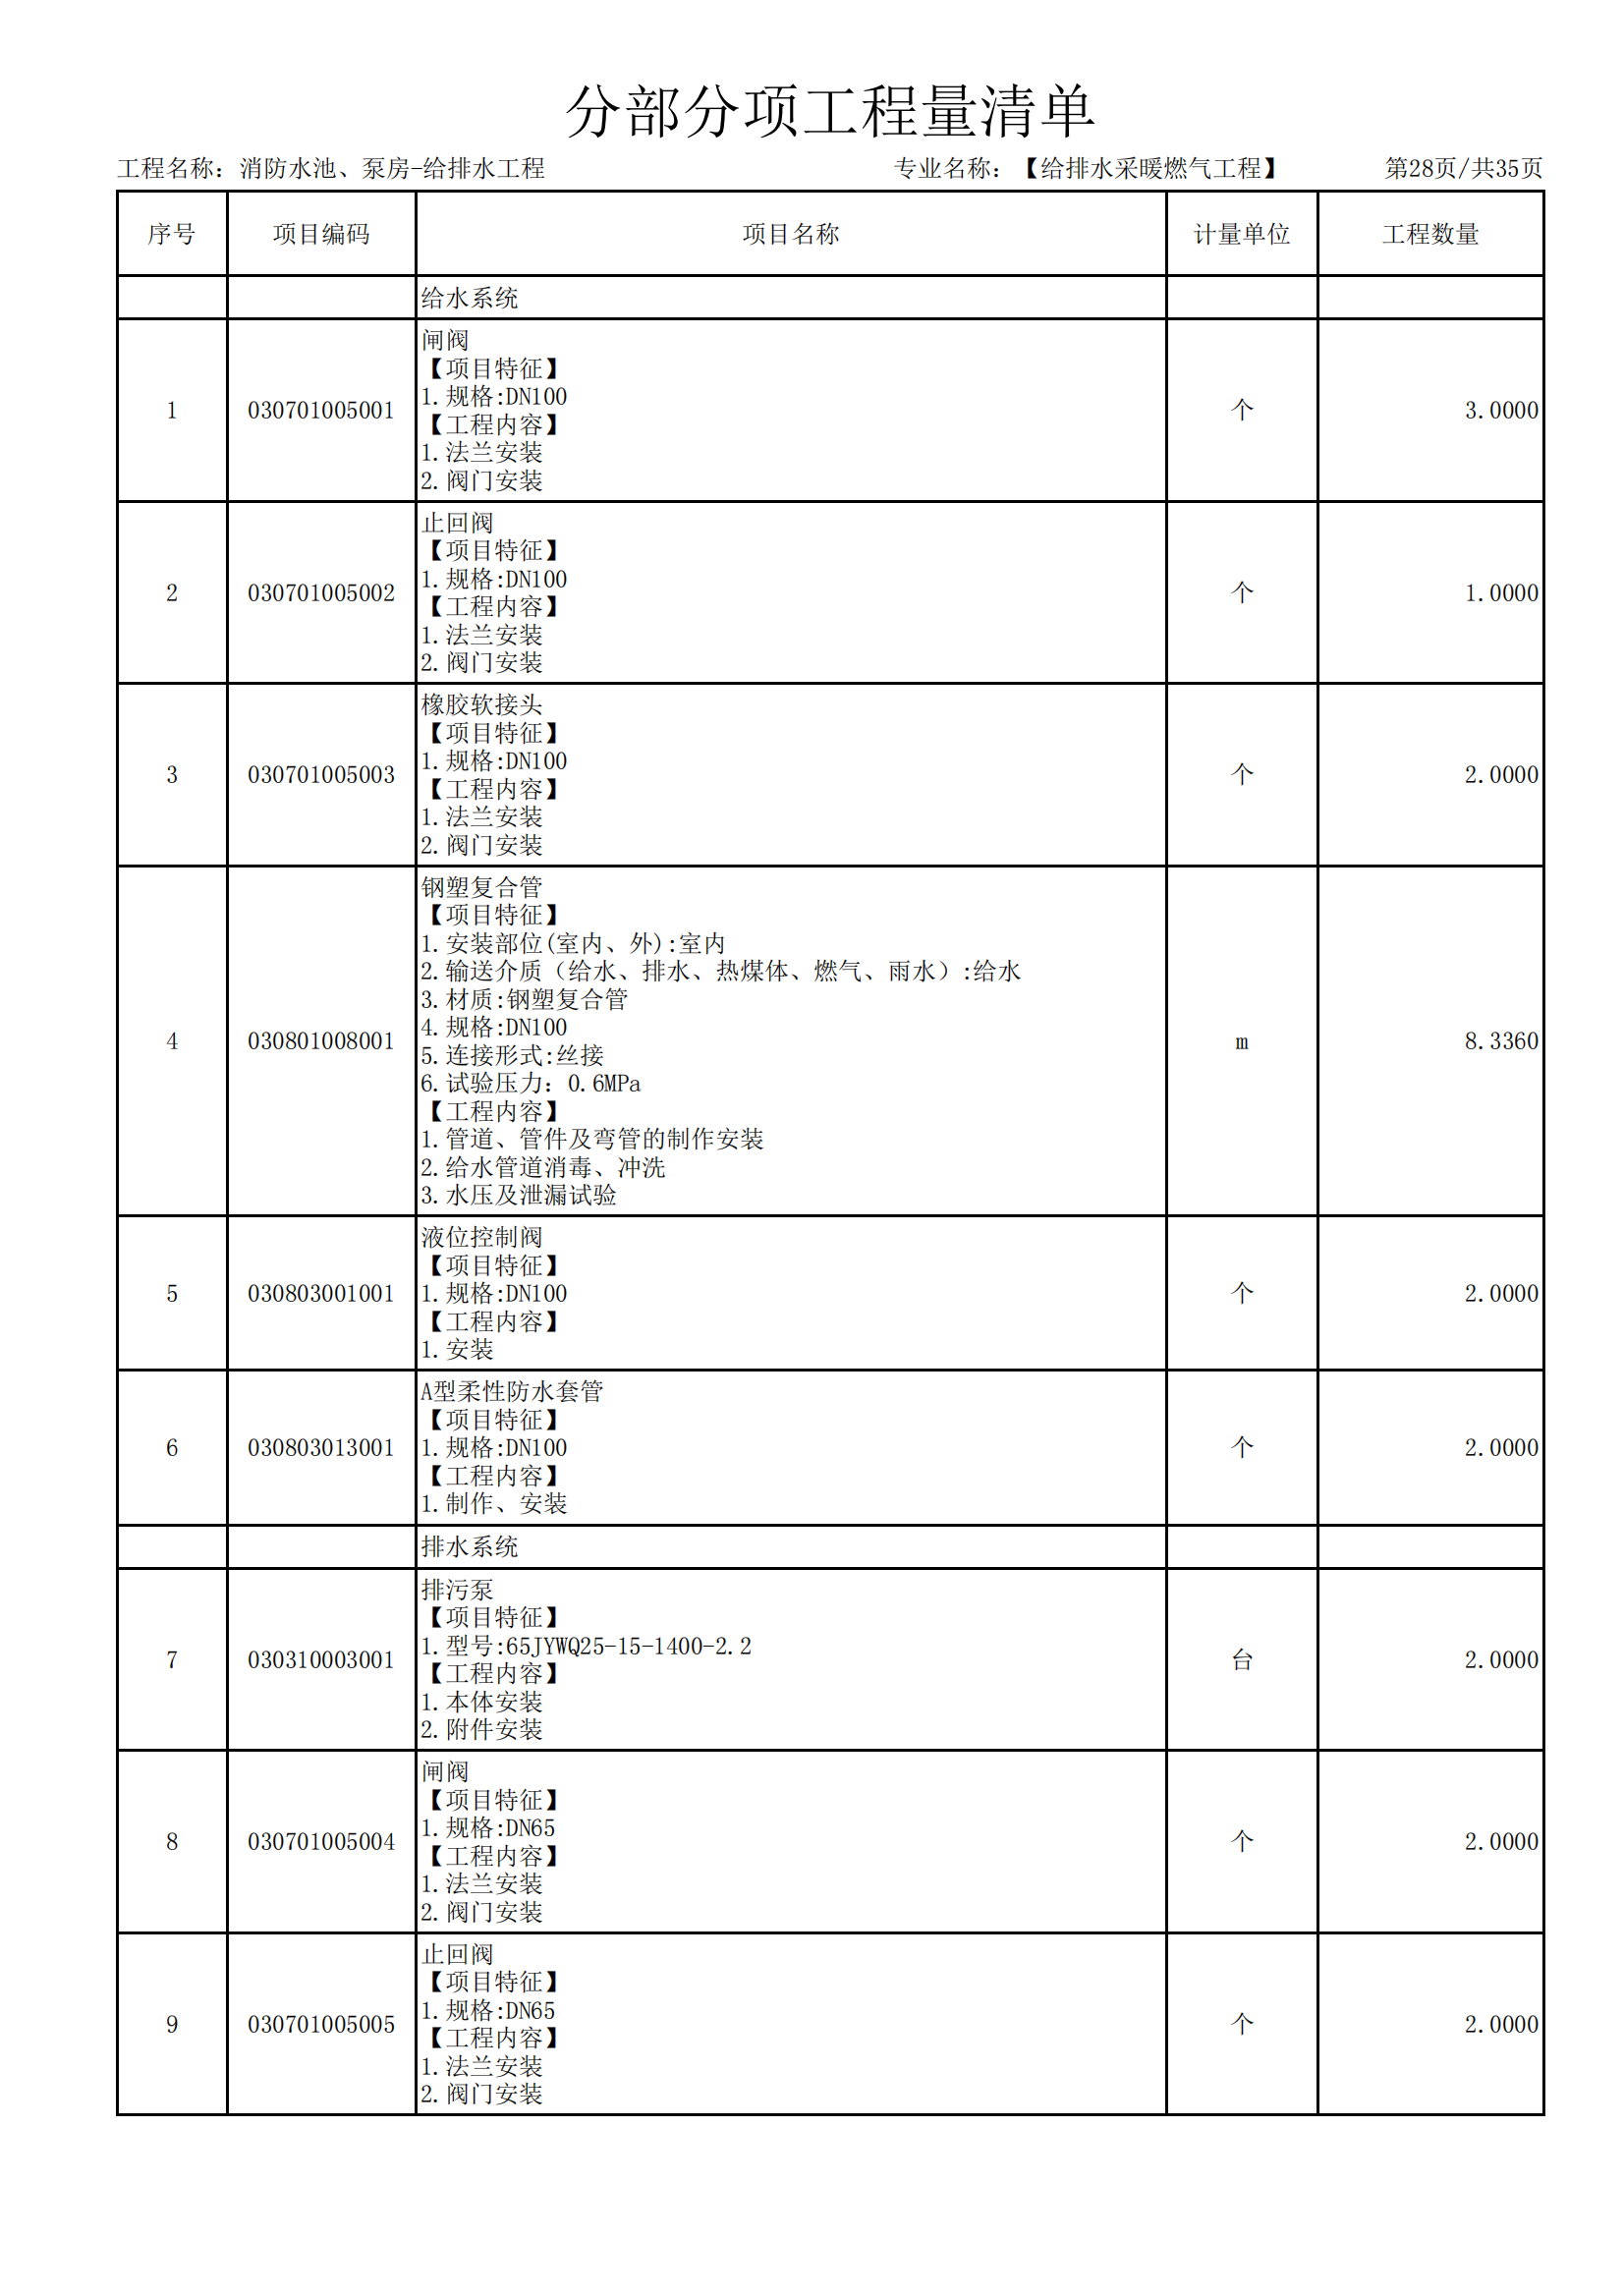 分部分项工程量清单
工程名称：消防水池、泵房-给排水工程 专业名称：【给排水采暖燃气工程】 第28页/共35页
序号 项目编码 项目名称 计量单位 工程数量
给水系统
闸阀
【项目特征】
1.规格:DN100
【工程内容】
1.法兰安装
2.阀门安装
1 030701005001 个 3.0000
止回阀
【项目特征】
1.规格:DN100
【工程内容】
1.法兰安装
2.阀门安装
2 030701005002 个 1.0000
橡胶软接头
【项目特征】
1.规格:DN100
【工程内容】
1.法兰安装
2.阀门安装
3 030701005003 个 2.0000
钢塑复合管
【项目特征】
1.安装部位(室内、外):室内
2.输送介质（给水、排水、热煤体、燃气、雨水）:给水
3.材质:钢塑复合管
4.规格:DN100
5.连接形式:丝接
6.试验压力：0.6MPa
【工程内容】
1.管道、管件及弯管的制作安装
2.给水管道消毒、冲洗
3.水压及泄漏试验
4 030801008001 m 8.3360
液位控制阀
【项目特征】
1.规格:DN100
【工程内容】
1.安装
5 030803001001 个 2.0000
A型柔性防水套管
【项目特征】
1.规格:DN100
【工程内容】
1.制作、安装
6 030803013001 个 2.0000
排水系统
排污泵
【项目特征】
1.型号:65JYWQ25-15-1400-2.2
【工程内容】
1.本体安装
2.附件安装
7 030310003001 台 2.0000
闸阀
【项目特征】
1.规格:DN65
【工程内容】
1.法兰安装
2.阀门安装
8 030701005004 个 2.0000
止回阀
【项目特征】
1.规格:DN65
【工程内容】
1.法兰安装
2.阀门安装
9 030701005005 个 2.0000